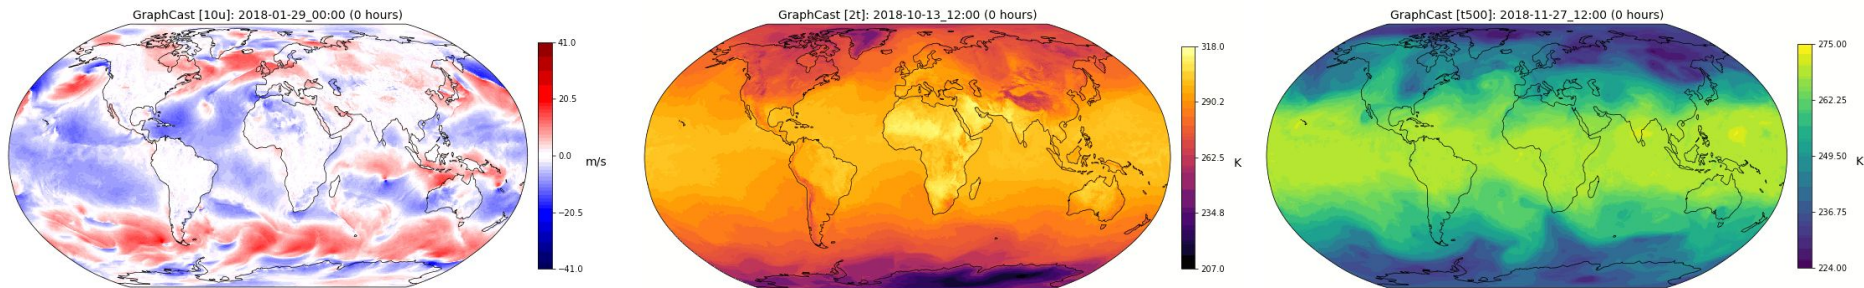 GraphCast [10u]: 2018-01-29_00:00 (0 hours)
41.0
20.5
0.0
−20.5
−41.0
m/s
GraphCast [2t]: 2018-10-13_12:00 (0 hours)
318.0
290.2
262.5
234.8
207.0
K
GraphCast [t500]: 2018-11-27_12:00 (0 hours)
275.00
262.25
249.50
236.75
224.00
K